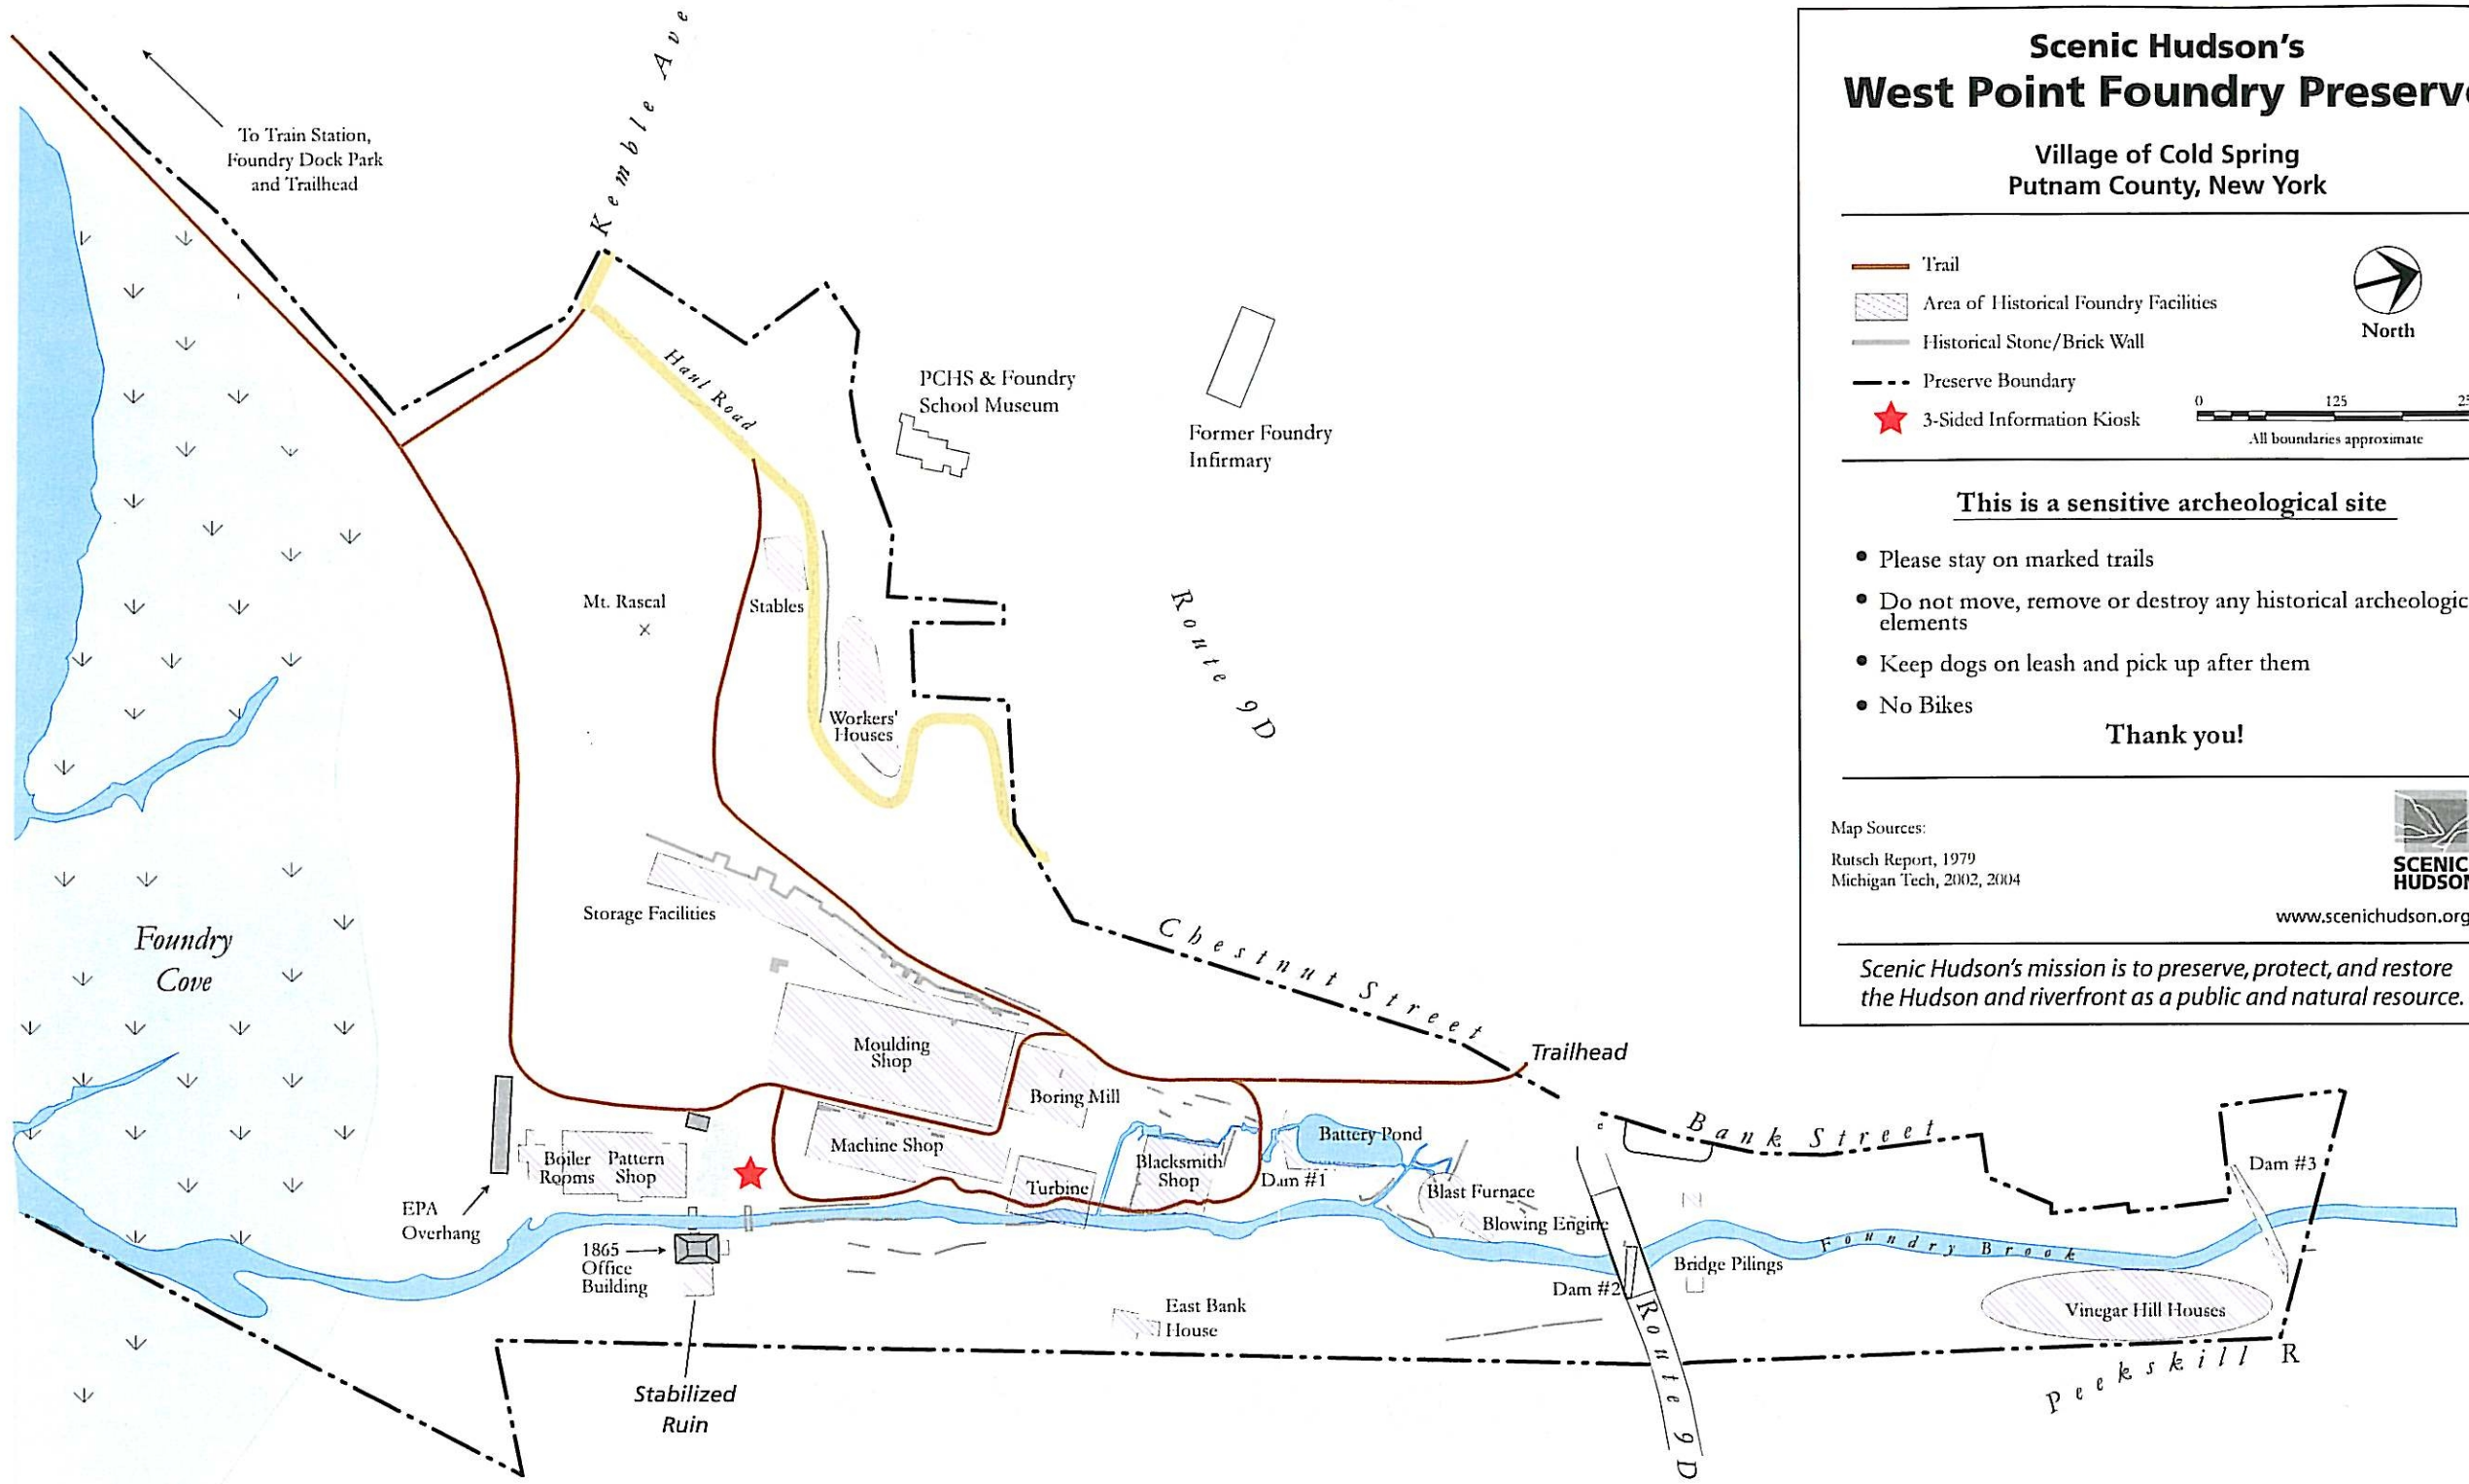 Scenic Hudson's
West Point Foundry Preserve
Village of Cold Spring
Putnam County, New York
Trail
Area of Historical Foundry Facilities
Historical Stone/Brick Wall
Preserve Boundary
3-Sided Information Kiosk
North
0 125
All boundaries approximate
This is a sensitive archeological site
• Please stay on marked trails
• Do not move, remove or destroy any historical archeologic
elements
• Keep dogs on leash and pick up after them
• No Bikes
Thank you!
Map Sources:
Rutsch Report, 1979
Michigan Tech, 2002, 2004
SCENIC
HUDSON
www.scenichudson.org
Scenic Hudson's mission is to preserve, protect, and restore
the Hudson and riverfront as a public and natural resource.
To Train Station,
Foundry Dock Park
and Trailhead
Kemble Ave
Haul Road
PCHS & Foundry
School Museum
Former Foundry
Infirmary
Mt. Rascal
Stables
Workers'
Houses
Route 9D
Storage Facilities
Foundry
Cove
Chestnut Street
Trailhead
Moulding
Shop
Boring Mill
Machine Shop
Battery Pond
Bank Street
Boiler
Rooms
Pattern
Shop
Blacksmith
Shop
Turbine
Dam #1
Blast Furnace
Blowing Engine
Dam #3
EPA
Overhang
1865
Office
Building
Foundry Brook
Bridge Pilings
Dam #2
East Bank
House
Vinegar Hill Houses
Route 9D
Peekskill R
Stabilized
Ruin